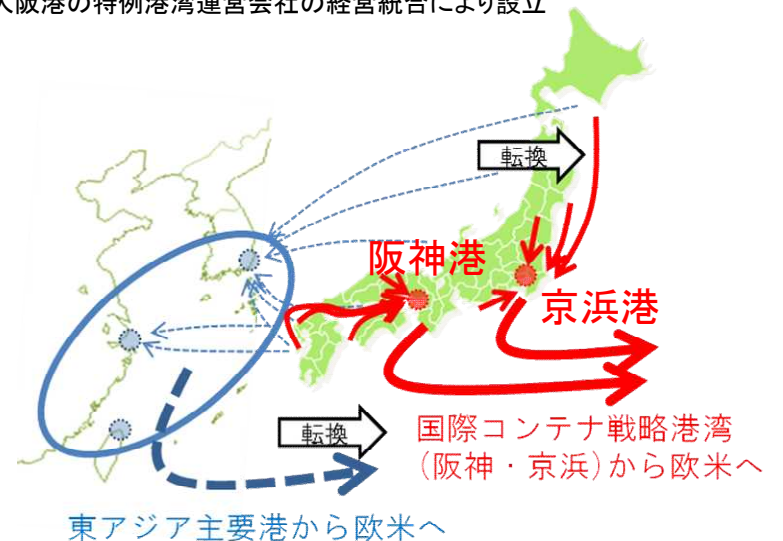 大阪港の特例港湾運営会社の経営統合により設立
転換
阪神港
京浜港
転換
国際コンテナ戦略港湾
(阪神・京浜)から欧米へ
東アジア主要港から欧米へ